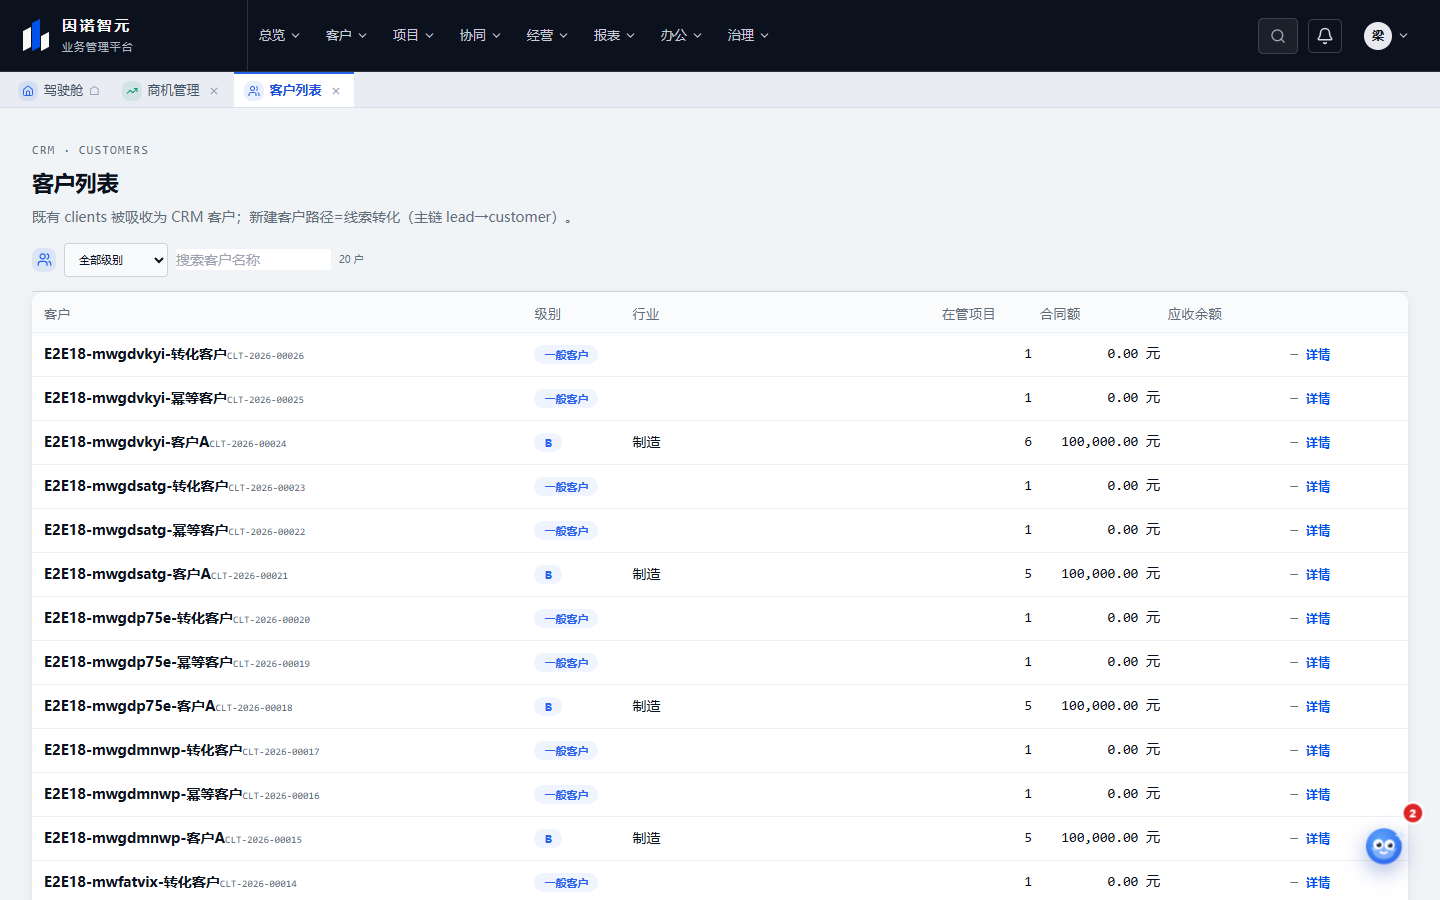 因诺智元
业务管理平台
总览 客户 项目 协同 经营 报表 办公 治理
梁
驾驶舱 商机管理 × 客户列表 ×
CRM · CUSTOMERS
客户列表
既有 clients 被吸收为 CRM 客户；新建客户路径=线索转化（主链 lead→customer）。
全部级别 搜索客户名称 20 户
客户 级别 行业 在管项目 合同额 应收余额
E2E18-mwgdvkyi-转化客户CLT-2026-00026 一般客户 1 0.00 元 — 详情
E2E18-mwgdvkyi-幂等客户CLT-2026-00025 一般客户 1 0.00 元 — 详情
E2E18-mwgdvkyi-客户ACLT-2026-00024 B 制造 6 100,000.00 元 — 详情
E2E18-mwgdsatg-转化客户CLT-2026-00023 一般客户 1 0.00 元 — 详情
E2E18-mwgdsatg-幂等客户CLT-2026-00022 一般客户 1 0.00 元 — 详情
E2E18-mwgdsatg-客户ACLT-2026-00021 B 制造 5 100,000.00 元 — 详情
E2E18-mwgdp75e-转化客户CLT-2026-00020 一般客户 1 0.00 元 — 详情
E2E18-mwgdp75e-幂等客户CLT-2026-00019 一般客户 1 0.00 元 — 详情
E2E18-mwgdp75e-客户ACLT-2026-00018 B 制造 5 100,000.00 元 — 详情
E2E18-mwgdmnwp-转化客户CLT-2026-00017 一般客户 1 0.00 元 — 详情
E2E18-mwgdmnwp-幂等客户CLT-2026-00016 一般客户 1 0.00 元 — 详情
E2E18-mwgdmnwp-客户ACLT-2026-00015 B 制造 5 100,000.00 元 — 详情
E2E18-mwfatvix-转化客户CLT-2026-00014 一般客户 1 0.00 元 — 详情
2